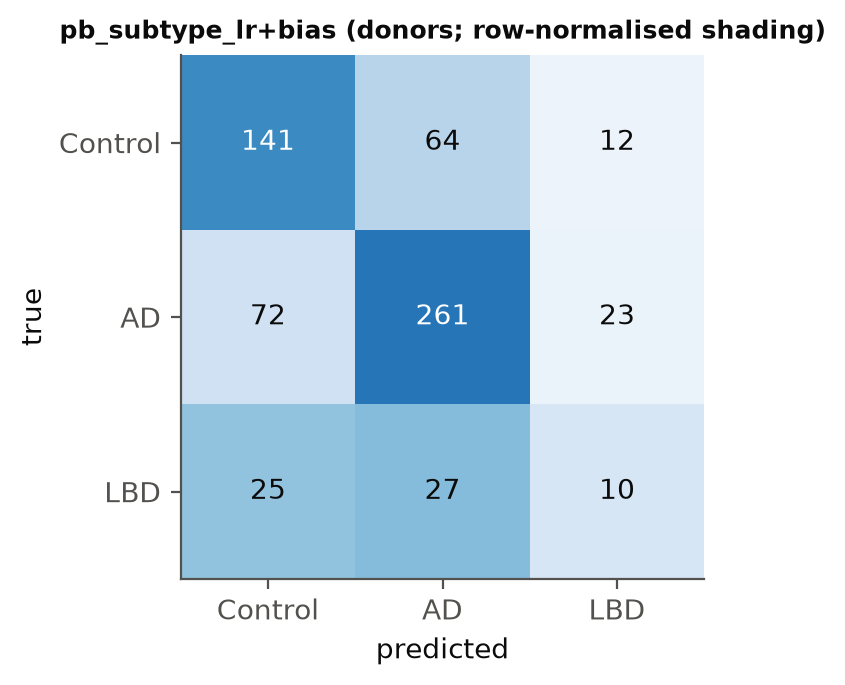 pb_subtype_lr+bias (donors; row-normalised shading)
Control 141 64 12
AD 72 261 23
LBD 25 27 10
Control AD LBD
predicted
true